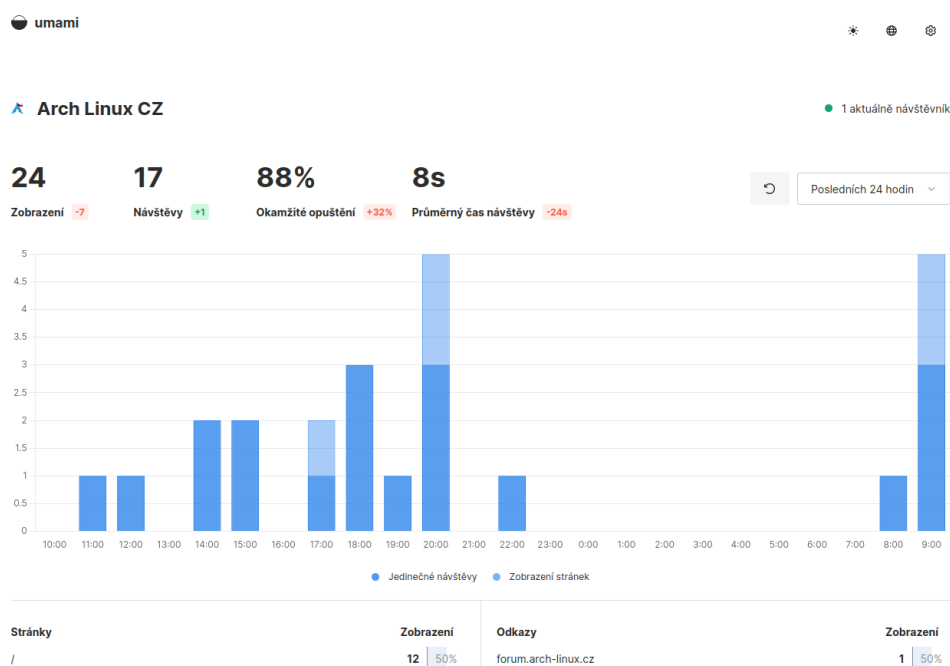 umami
Arch Linux CZ
1 aktuálně návštěvník
24 17 88% 8s
Zobrazení -7 Návštěvy +1 Okamžité opuštění +32% Průměrný čas návštěvy -24s
Posledních 24 hodin
5
4.5
4
3.5
3
2.5
2
1.5
1
0.5
0
10:00 11:00 12:00 13:00 14:00 15:00 16:00 17:00 18:00 19:00 20:00 21:00 22:00 23:00 0:00 1:00 2:00 3:00 4:00 5:00 6:00 7:00 8:00 9:00
Jedinečné návštěvy Zobrazení stránek
Stránky Zobrazení
/ 12 50%
Odkazy Zobrazení
forum.arch-linux.cz 1 50%